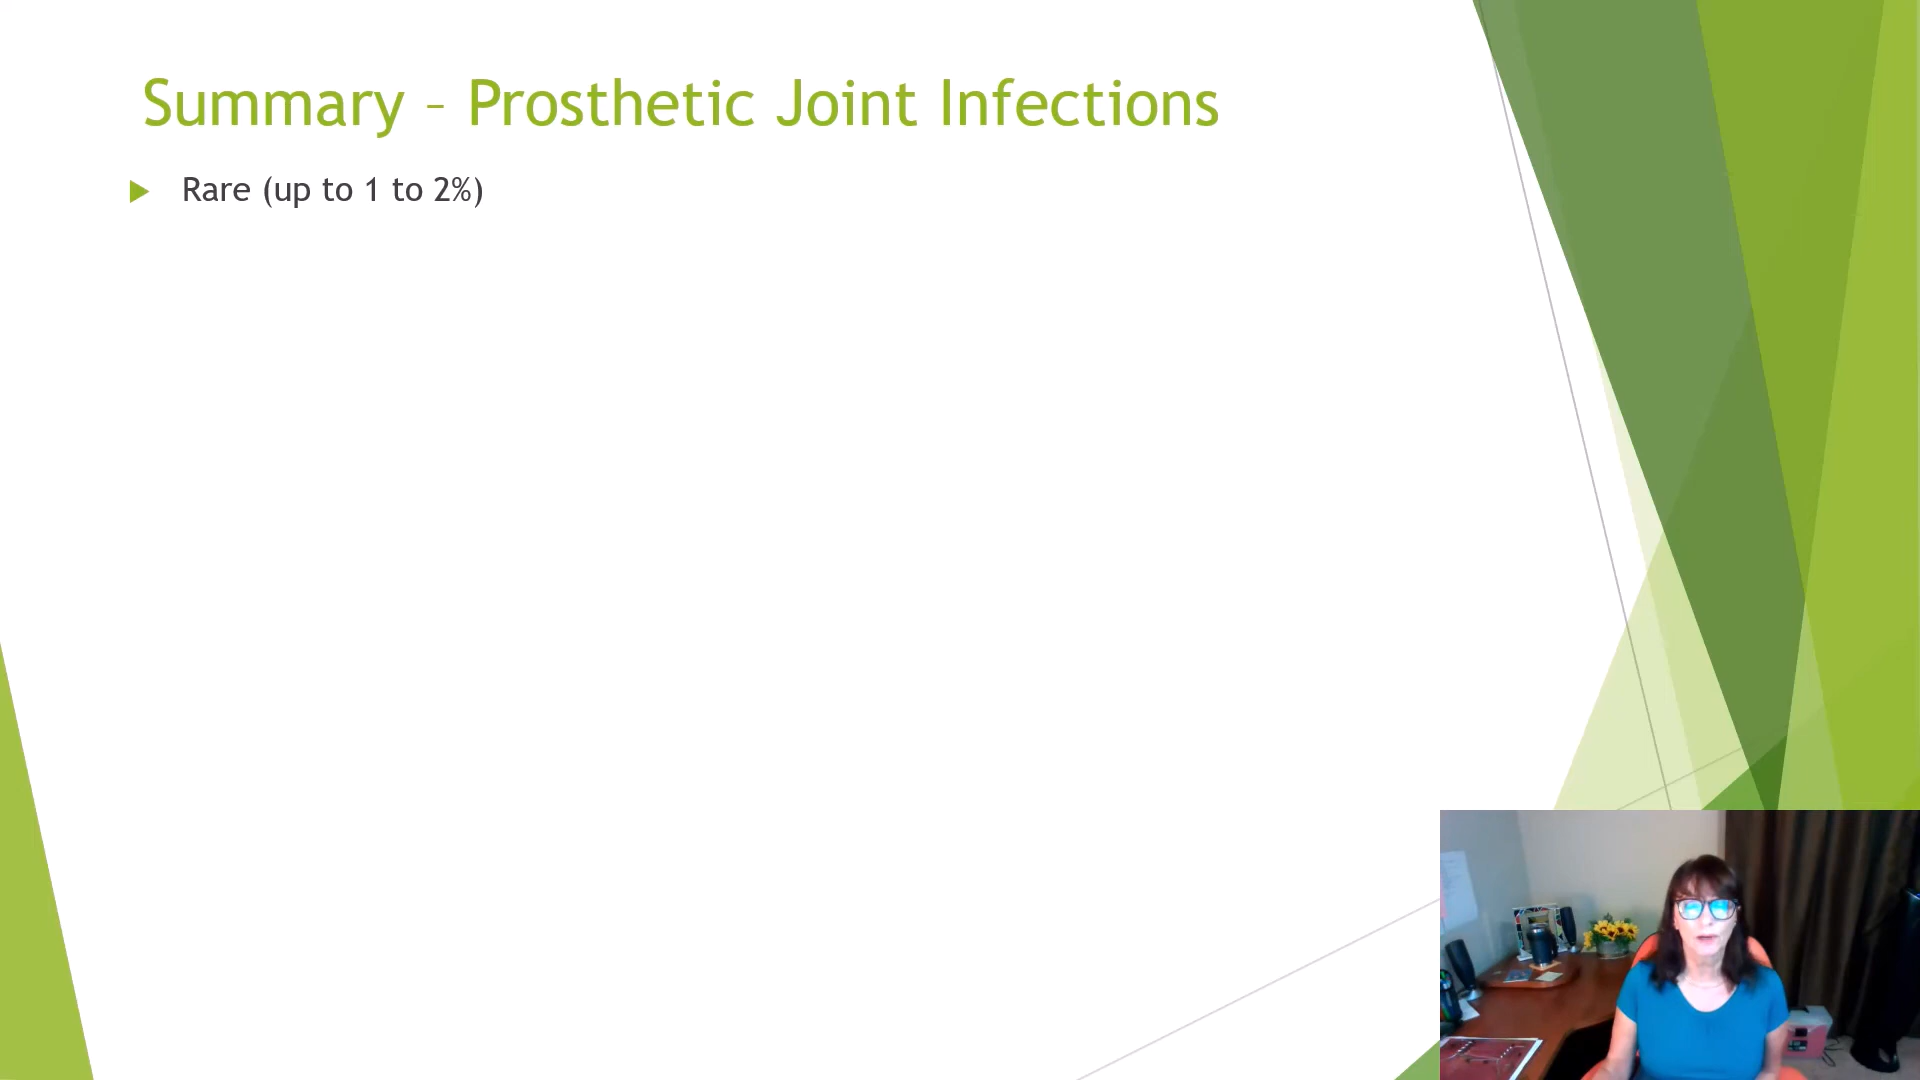 Summary – Prosthetic Joint Infections
Rare (up to 1 to 2%)